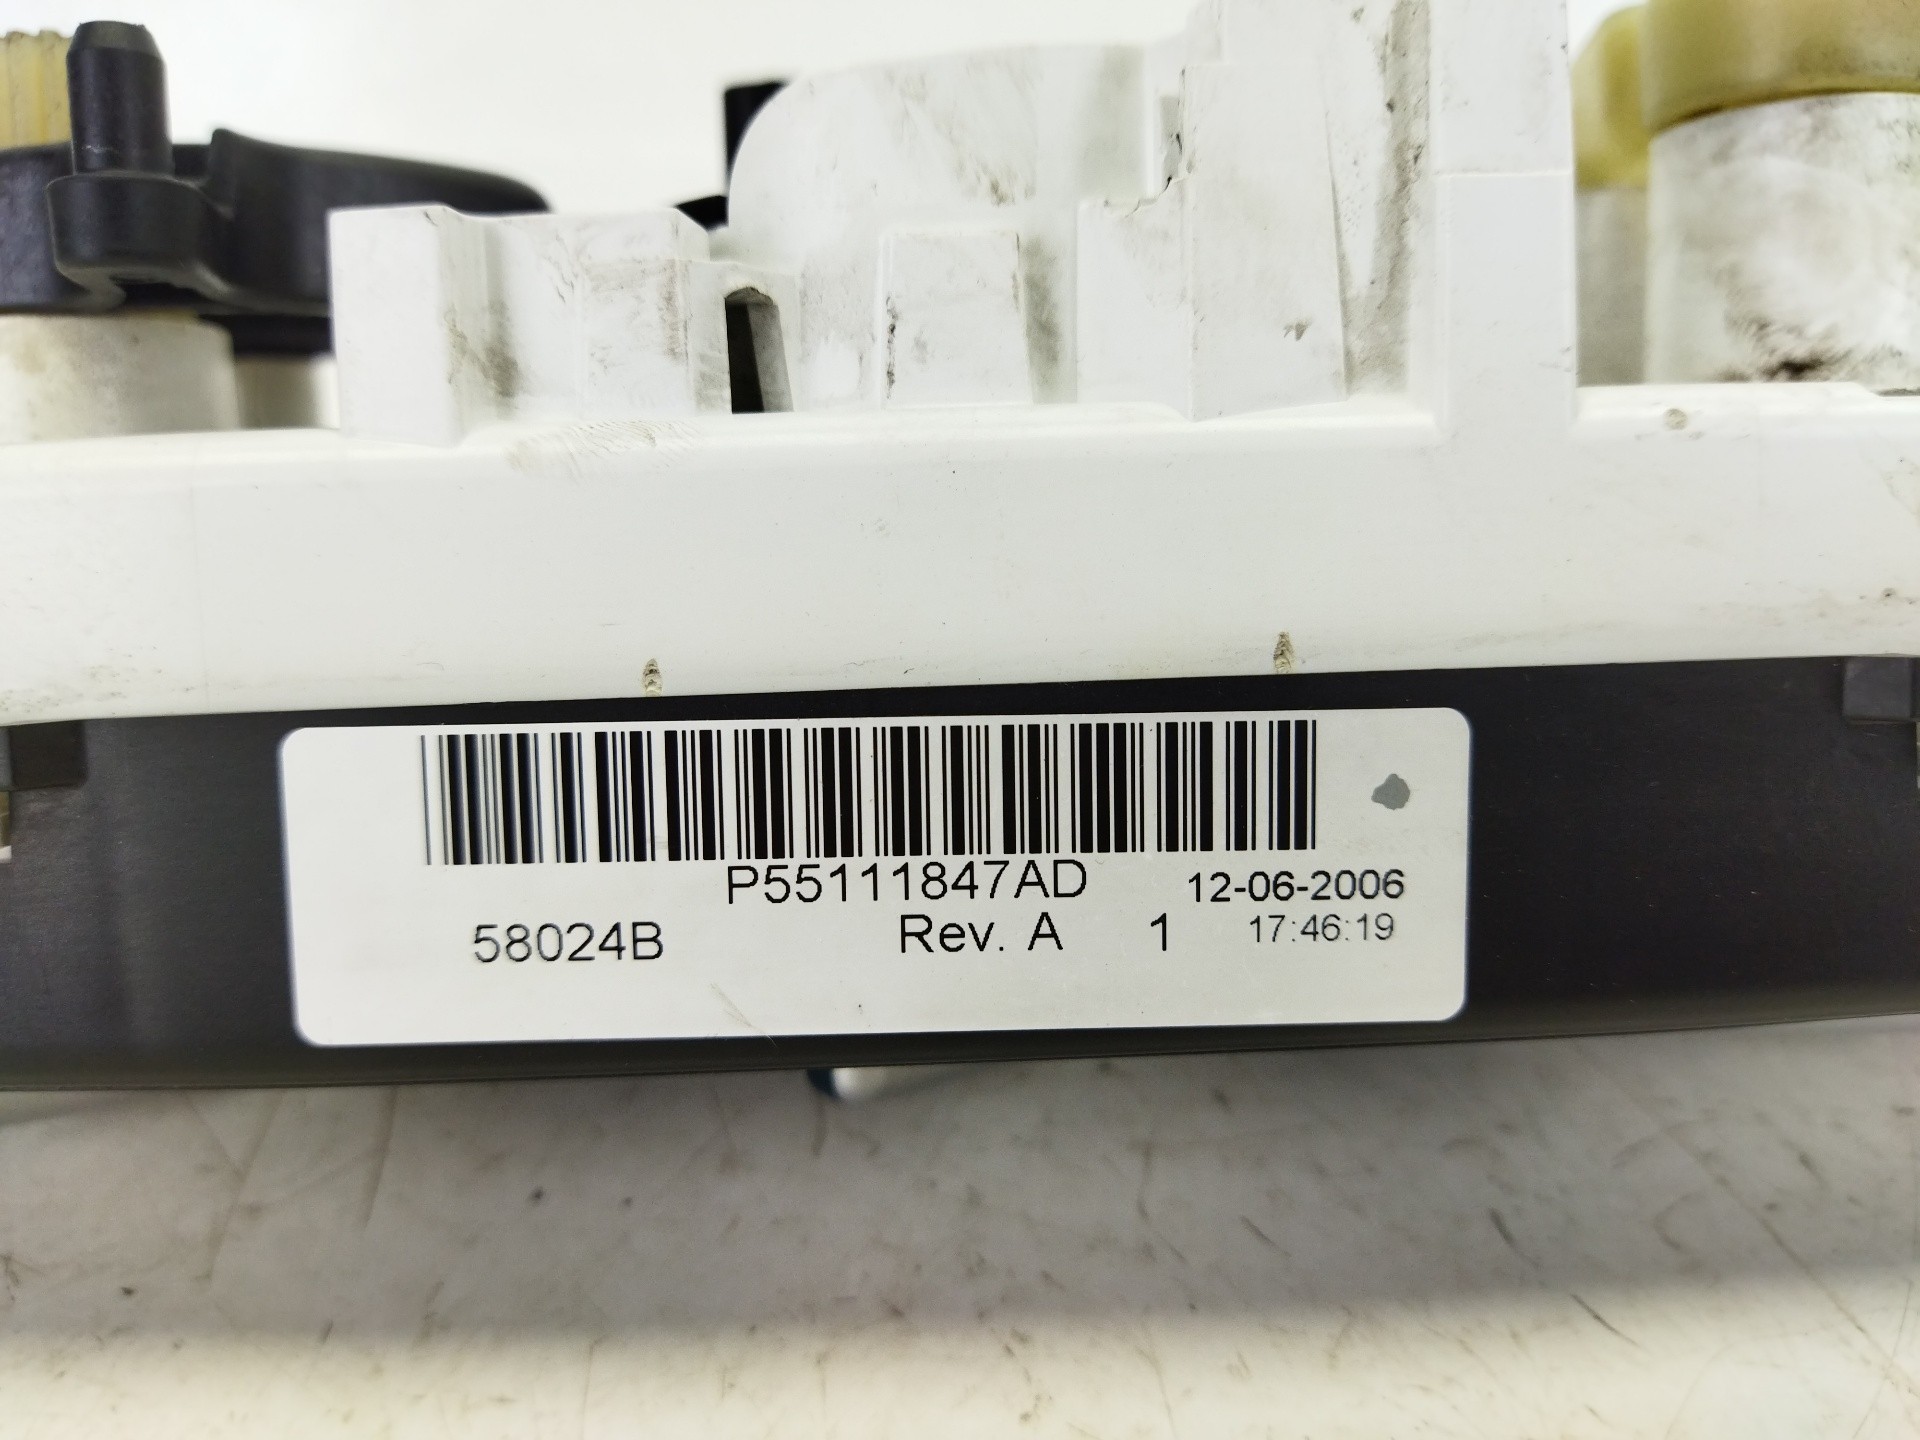 P55111847AD 12-06-2006
58024B Rev. A 1 17:46:19